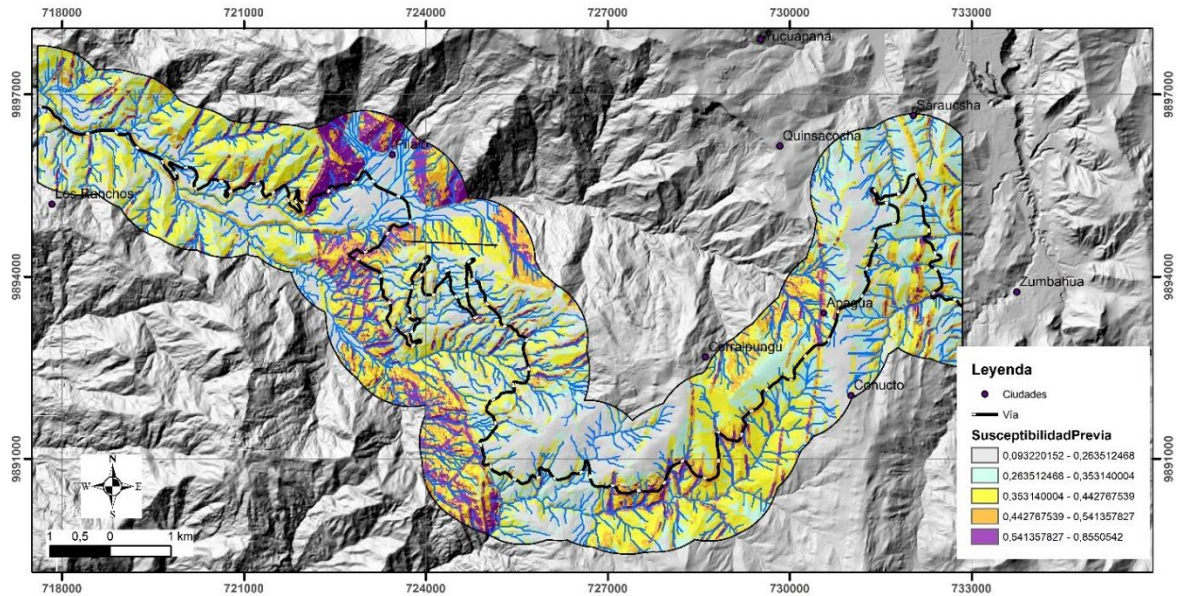 718000 721000 724000 727000 730000 733000
Yucuapana
9897000 9897000
Saraucsha
Quinsacocha
Pilalo
Los Ranchos
9894000 9894000
Zumbahua
Apagua
Corraipungu
Conucto
Leyenda
Ciudades
Vía
SusceptibilidadPrevia
0,093220152 - 0,263512468
0,263512468 - 0,353140004
0,353140004 - 0,442767539
0,442767539 - 0,541357827
0,541357827 - 0,8550542
9891000 9891000
N
W E
S
1 0,5 0 1 km
718000 721000 724000 727000 730000 733000